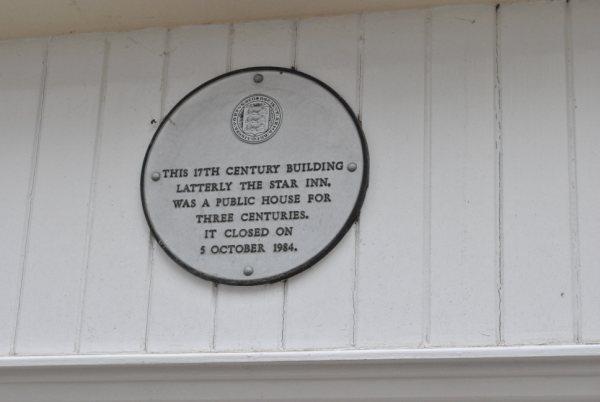 THIS 17TH CENTURY BUILDING
LATTERLY THE STAR INN,
WAS A PUBLIC HOUSE FOR
THREE CENTURIES.
IT CLOSED ON
5 OCTOBER 1984.